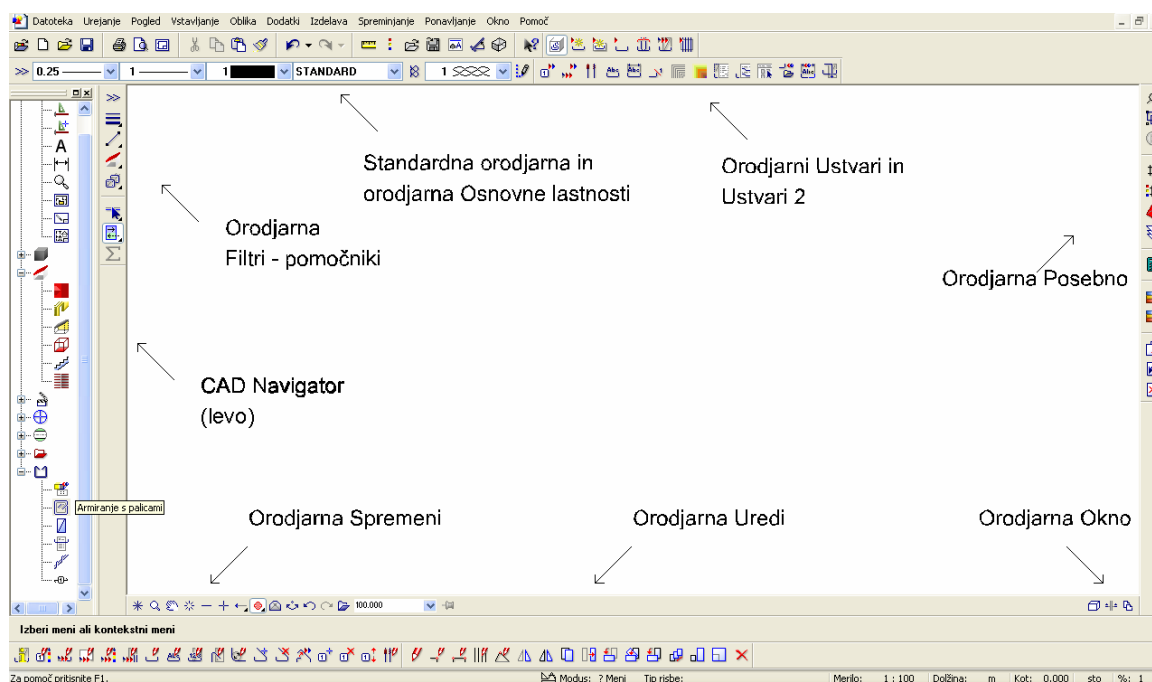 Datoteka Urejanje Pogled Vstavljanje Oblika Dodatki Izdelava Spreminjanje Ponavljanje Okno Pomoč
0.25 1 1 STANDARD 1
Standardna orodjarna in
orodjarna Osnovne lastnosti
Orodjarni Ustvari in
Ustvari 2
Orodjarna
Filtri - pomočniki
Orodjarna Posebno
CAD Navigator
(levo)
Armiranje s palicami
Orodjarna Spremeni
Orodjarna Uredi
Orodjarna Okno
100.000
Izberi meni ali kontekstni meni
Za pomoč pritisnite F1. Modus: ? Meni Tip risbe: Merilo: 1 : 100 Dolžina: m Kot: 0.000 sto %: 1